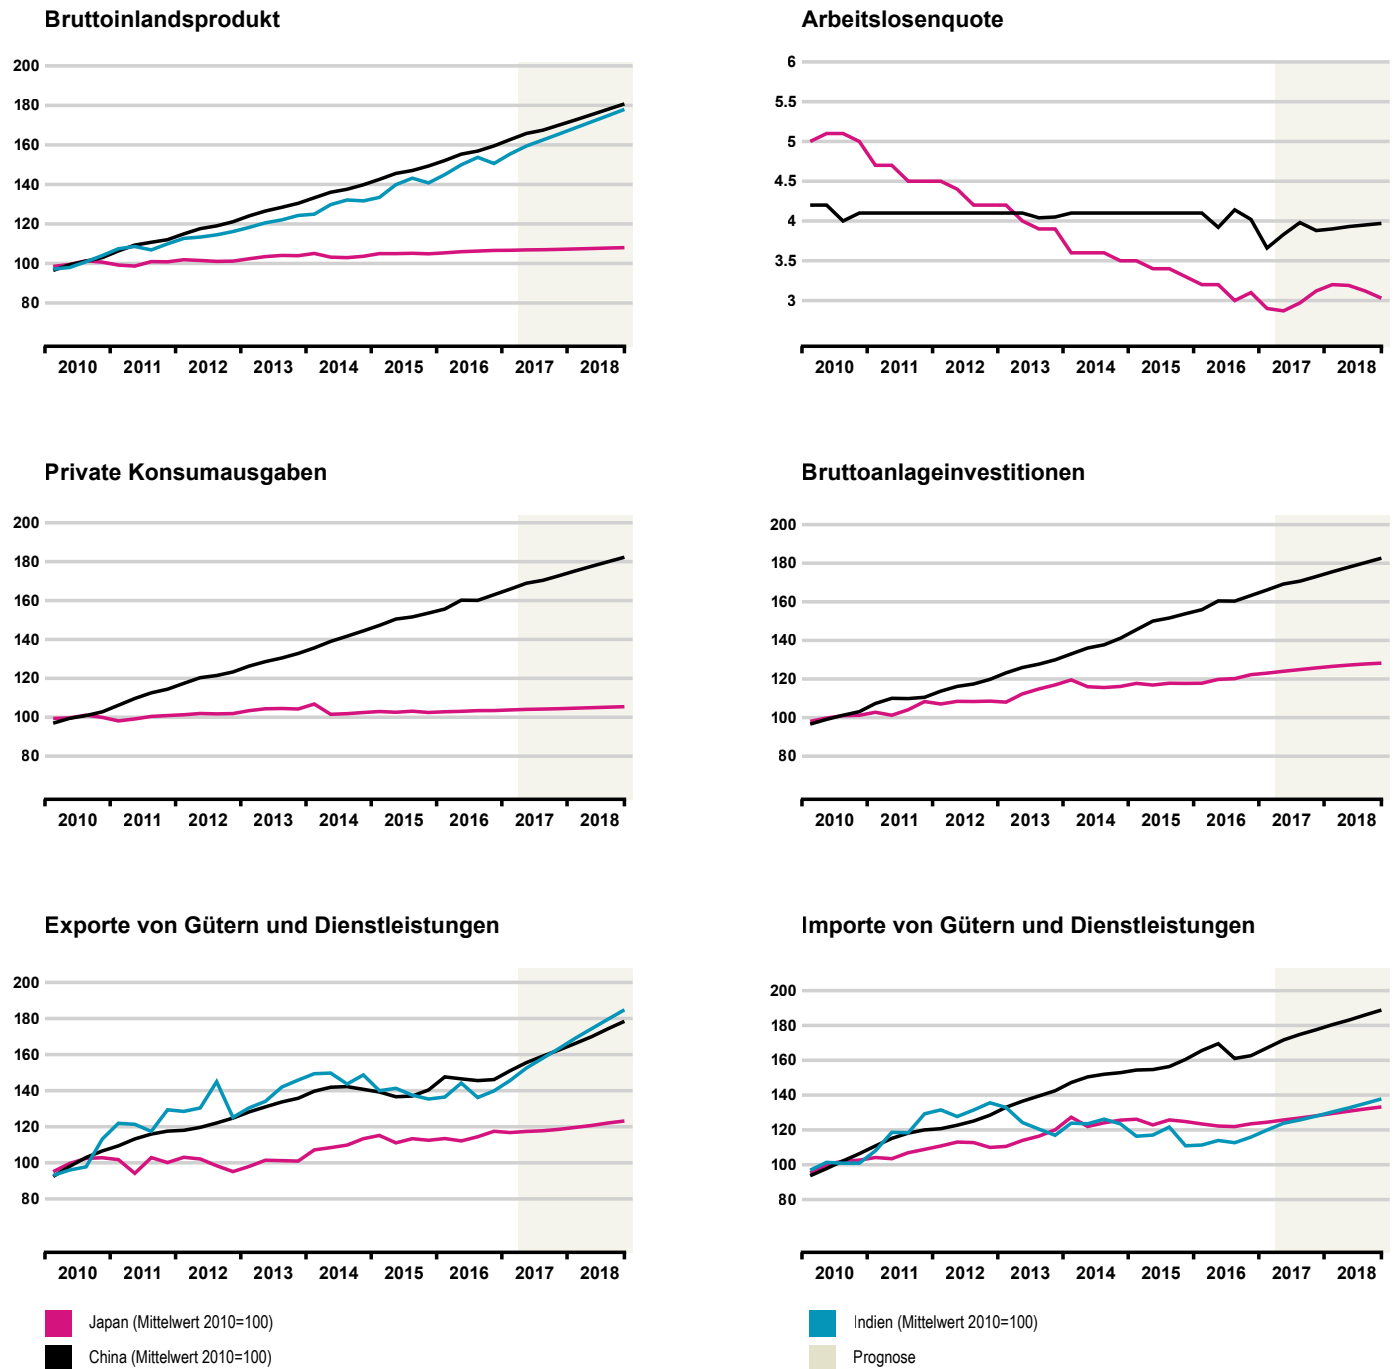 Bruttoinlandsprodukt
200
180
160
140
120
100
80
2010 2011 2012 2013 2014 2015 2016 2017 2018
Arbeitslosenquote
6
5.5
5
4.5
4
3.5
3
2010 2011 2012 2013 2014 2015 2016 2017 2018
Private Konsumausgaben
200
180
160
140
120
100
80
2010 2011 2012 2013 2014 2015 2016 2017 2018
Bruttoanlageinvestitionen
200
180
160
140
120
100
80
2010 2011 2012 2013 2014 2015 2016 2017 2018
Exporte von Gütern und Dienstleistungen
200
180
160
140
120
100
80
2010 2011 2012 2013 2014 2015 2016 2017 2018
Importe von Gütern und Dienstleistungen
200
180
160
140
120
100
80
2010 2011 2012 2013 2014 2015 2016 2017 2018
Japan (Mittelwert 2010=100)
China (Mittelwert 2010=100)
Indien (Mittelwert 2010=100)
Prognose